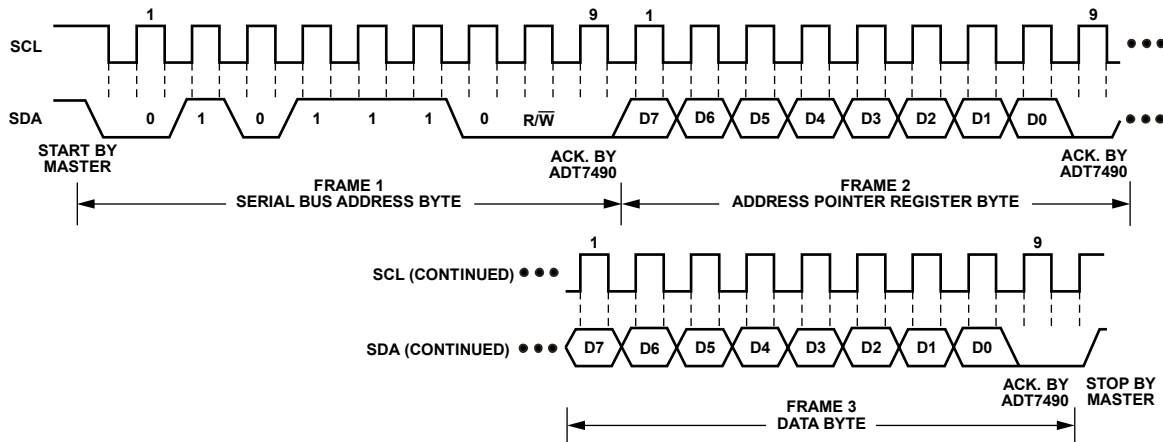 1 9 1 9
SCL
SDA 0 1 0 1 1 1 0 R/W̅ D7 D6 D5 D4 D3 D2 D1 D0
START BY
MASTER
ACK. BY
ADT7490
ACK. BY
ADT7490
FRAME 1
SERIAL BUS ADDRESS BYTE
FRAME 2
ADDRESS POINTER REGISTER BYTE
1 9
SCL (CONTINUED)
SDA (CONTINUED) D7 D6 D5 D4 D3 D2 D1 D0
ACK. BY
ADT7490
STOP BY
MASTER
FRAME 3
DATA BYTE